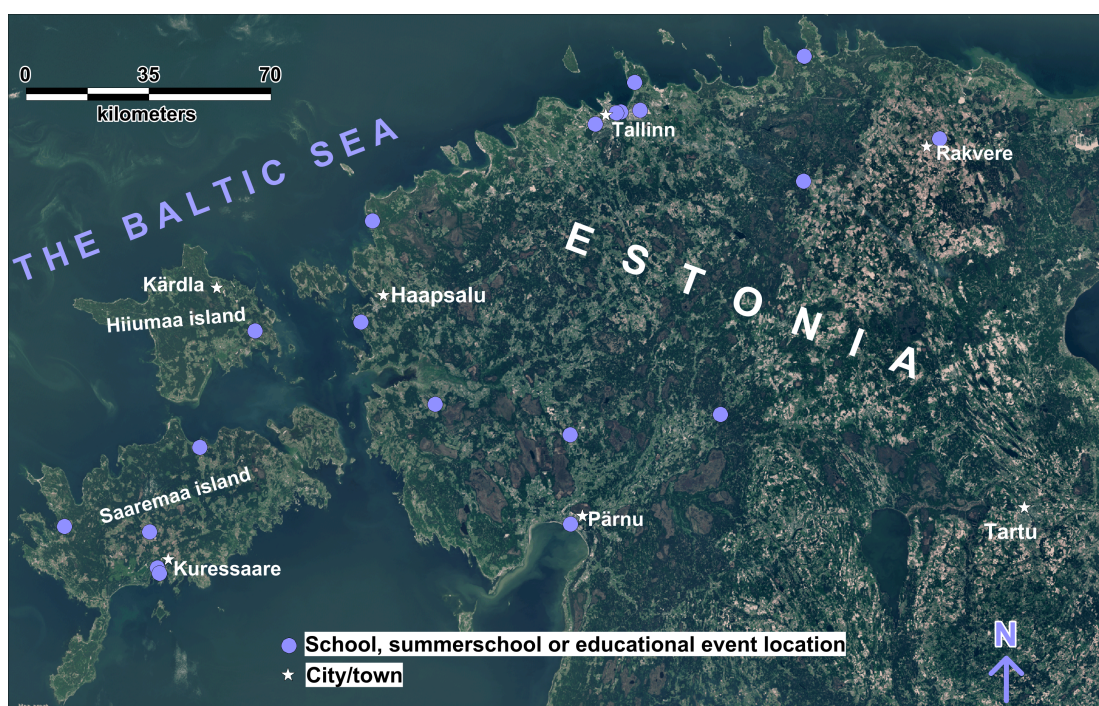 0 35 70
kilometers
THE BALTIC SEA
Tallinn
Rakvere
ESTONIA
Kärdla
Haapsalu
Hiiumaa island
Saaremaa island
Pärnu
Tartu
Kuressaare
School, summerschool or educational event location
N
City/town